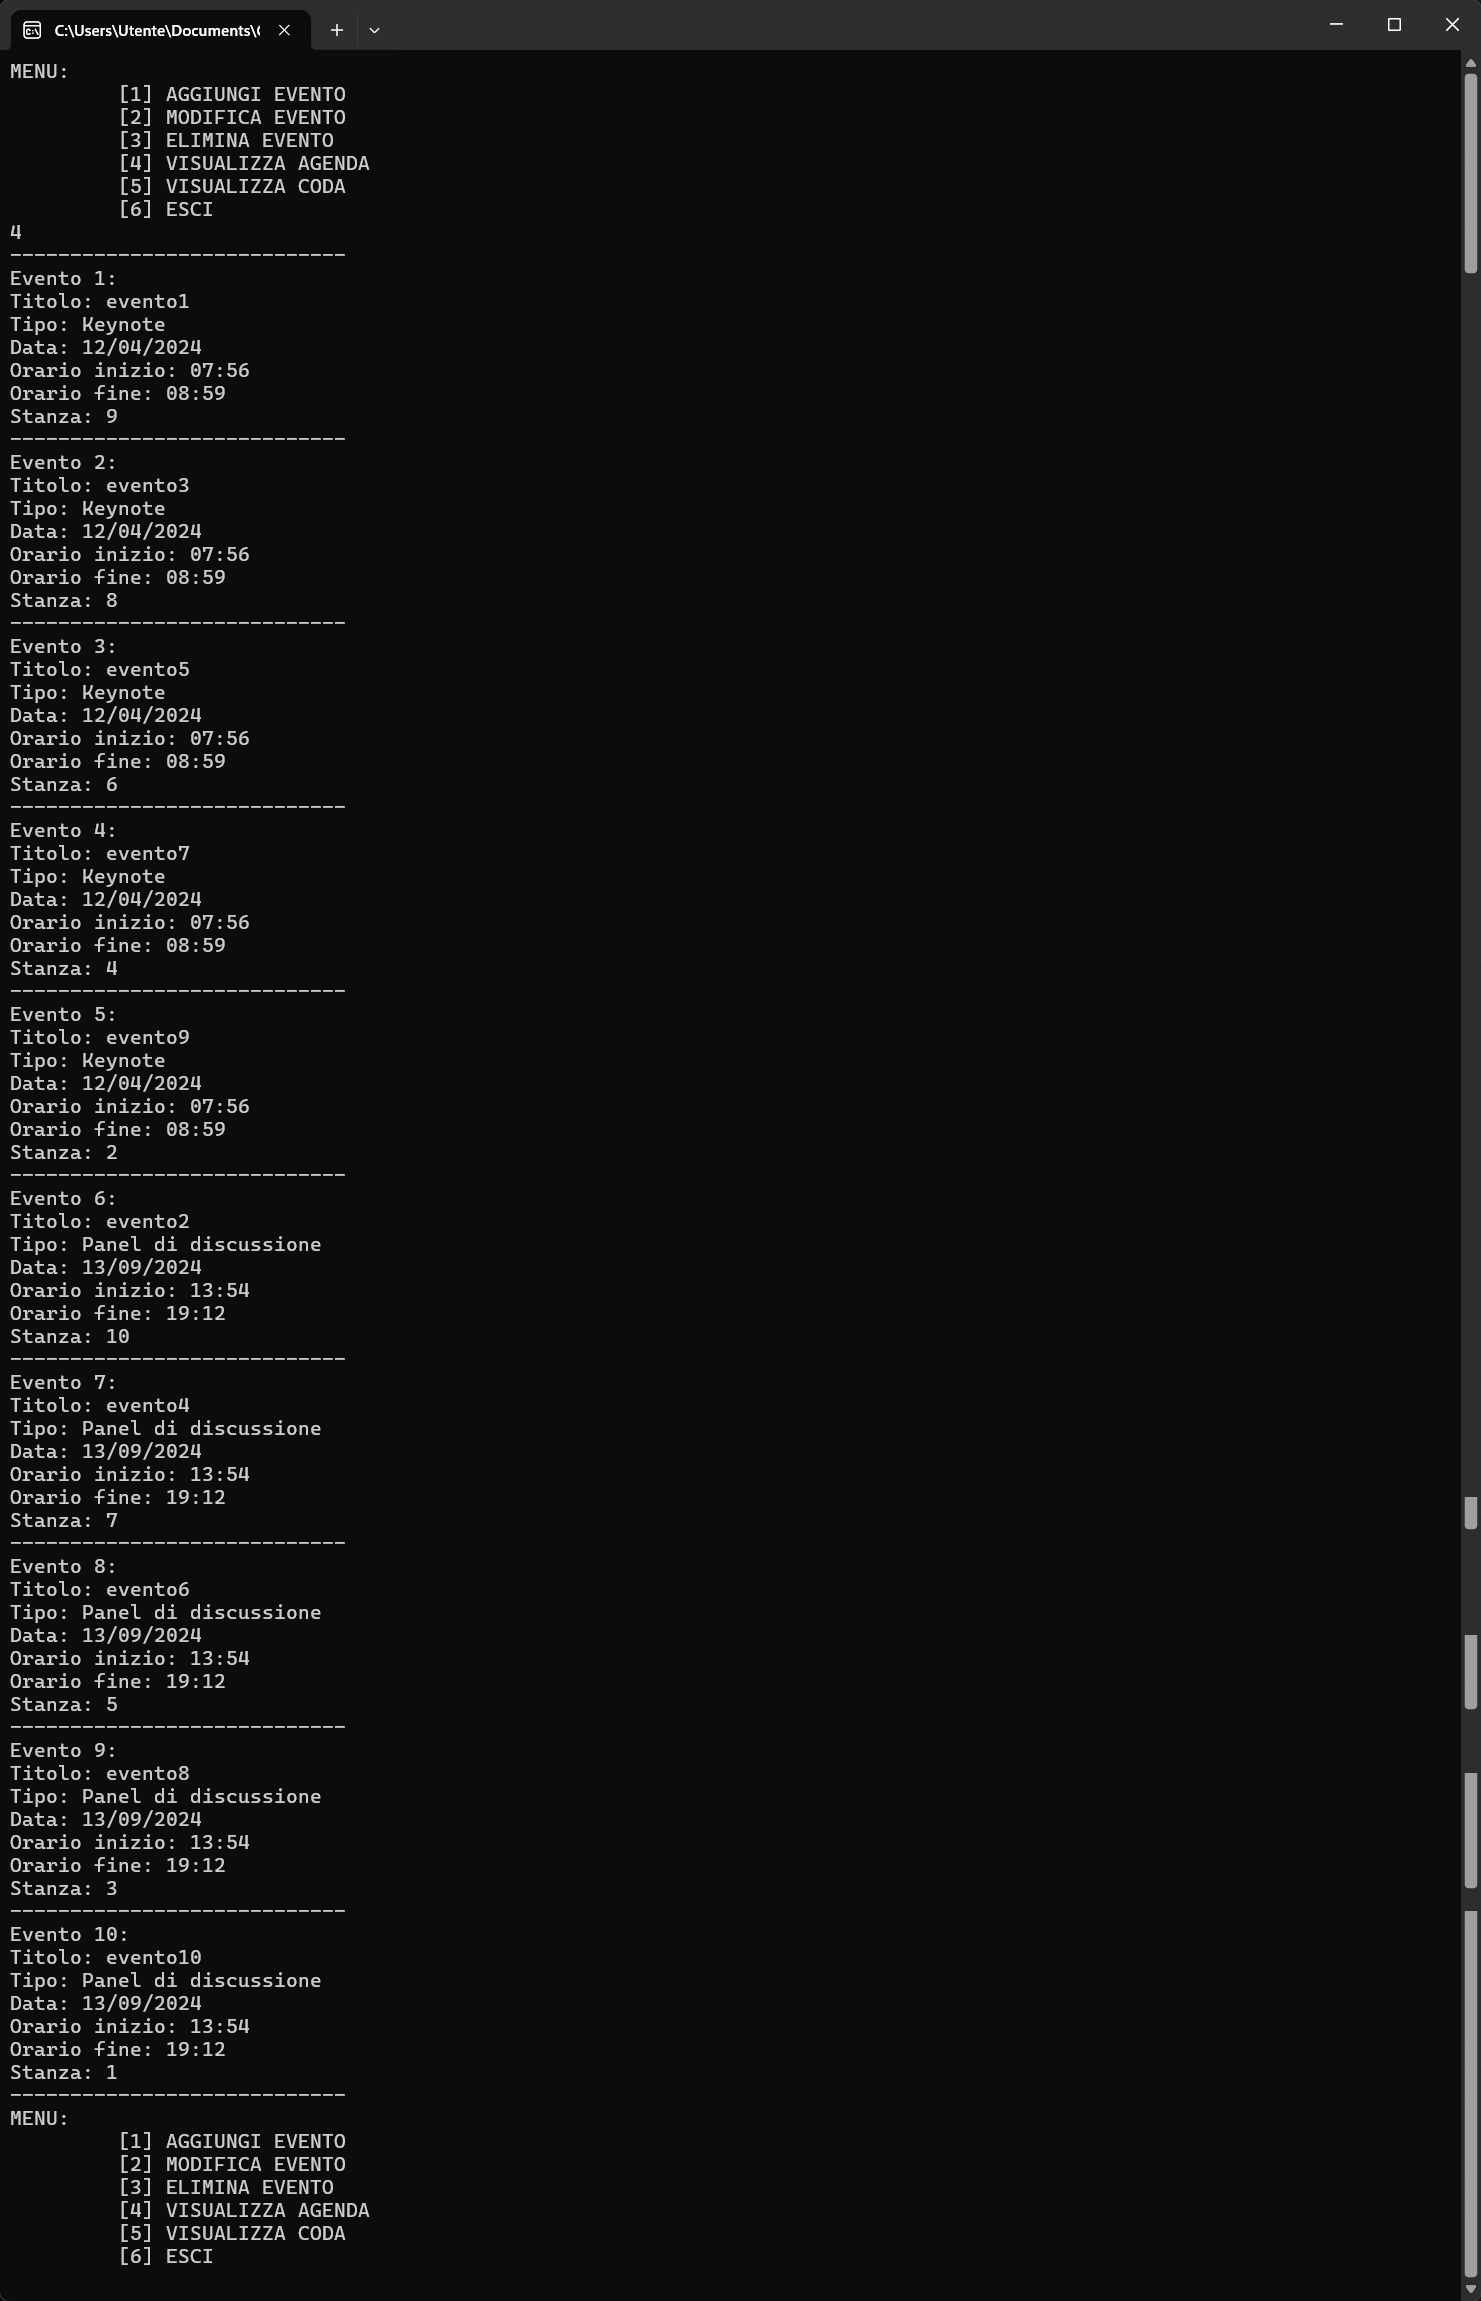 C:\Users\Utente\Documents\
MENU:
[1] AGGIUNGI EVENTO
[2] MODIFICA EVENTO
[3] ELIMINA EVENTO
[4] VISUALIZZA AGENDA
[5] VISUALIZZA CODA
[6] ESCI
4
----------------------------
Evento 1:
Titolo: evento1
Tipo: Keynote
Data: 12/04/2024
Orario inizio: 07:56
Orario fine: 08:59
Stanza: 9
----------------------------
Evento 2:
Titolo: evento3
Tipo: Keynote
Data: 12/04/2024
Orario inizio: 07:56
Orario fine: 08:59
Stanza: 8
----------------------------
Evento 3:
Titolo: evento5
Tipo: Keynote
Data: 12/04/2024
Orario inizio: 07:56
Orario fine: 08:59
Stanza: 6
----------------------------
Evento 4:
Titolo: evento7
Tipo: Keynote
Data: 12/04/2024
Orario inizio: 07:56
Orario fine: 08:59
Stanza: 4
----------------------------
Evento 5:
Titolo: evento9
Tipo: Keynote
Data: 12/04/2024
Orario inizio: 07:56
Orario fine: 08:59
Stanza: 2
----------------------------
Evento 6:
Titolo: evento2
Tipo: Panel di discussione
Data: 13/09/2024
Orario inizio: 13:54
Orario fine: 19:12
Stanza: 10
----------------------------
Evento 7:
Titolo: evento4
Tipo: Panel di discussione
Data: 13/09/2024
Orario inizio: 13:54
Orario fine: 19:12
Stanza: 7
----------------------------
Evento 8:
Titolo: evento6
Tipo: Panel di discussione
Data: 13/09/2024
Orario inizio: 13:54
Orario fine: 19:12
Stanza: 5
----------------------------
Evento 9:
Titolo: evento8
Tipo: Panel di discussione
Data: 13/09/2024
Orario inizio: 13:54
Orario fine: 19:12
Stanza: 3
----------------------------
Evento 10:
Titolo: evento10
Tipo: Panel di discussione
Data: 13/09/2024
Orario inizio: 13:54
Orario fine: 19:12
Stanza: 1
----------------------------
MENU:
[1] AGGIUNGI EVENTO
[2] MODIFICA EVENTO
[3] ELIMINA EVENTO
[4] VISUALIZZA AGENDA
[5] VISUALIZZA CODA
[6] ESCI